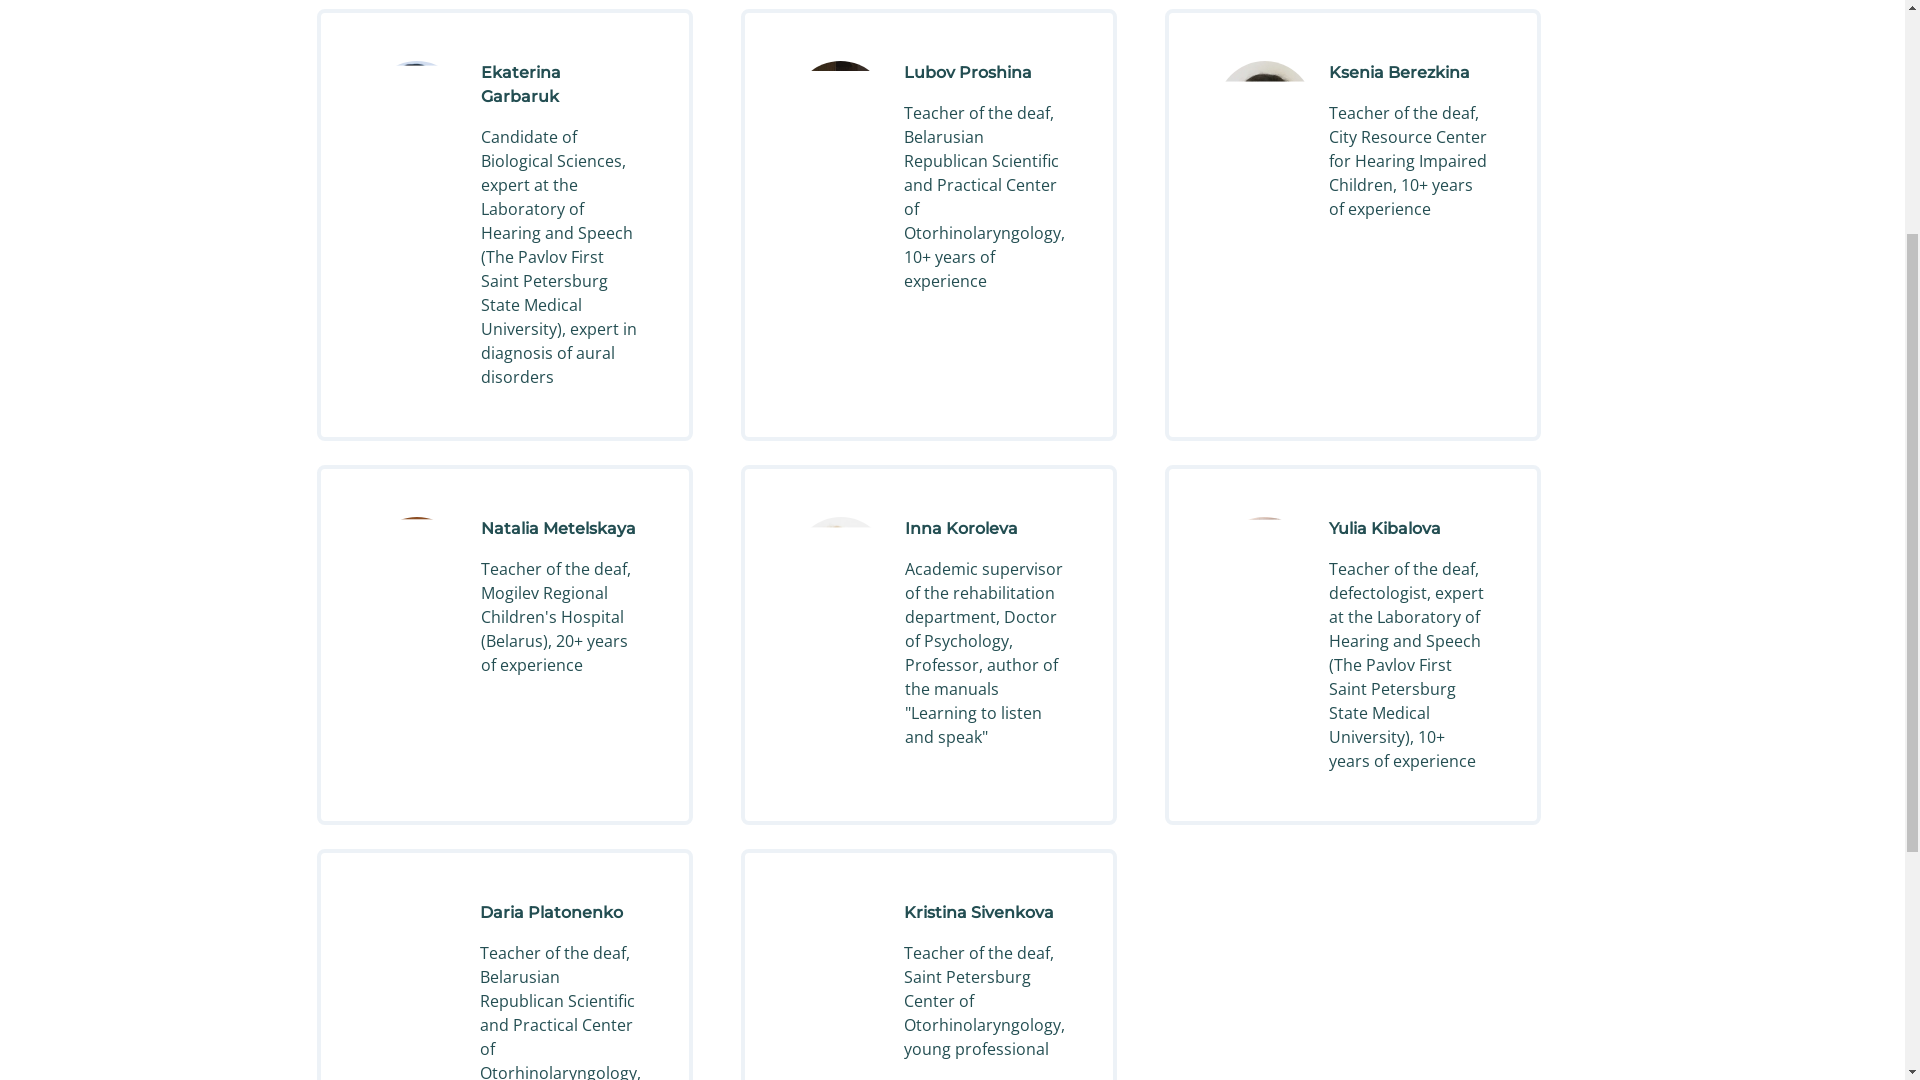 Ekaterina
Garbaruk
Candidate of
Biological Sciences,
expert at the
Laboratory of
Hearing and Speech
(The Pavlov First
Saint Petersburg
State Medical
University), expert in
diagnosis of aural
disorders
Lubov Proshina
Teacher of the deaf,
Belarusian
Republican Scientific
and Practical Center
of
Otorhinolaryngology,
10+ years of
experience
Ksenia Berezkina
Teacher of the deaf,
City Resource Center
for Hearing Impaired
Children, 10+ years
of experience
Natalia Metelskaya
Teacher of the deaf,
Mogilev Regional
Children's Hospital
(Belarus), 20+ years
of experience
Inna Koroleva
Academic supervisor
of the rehabilitation
department, Doctor
of Psychology,
Professor, author of
the manuals
"Learning to listen
and speak"
Yulia Kibalova
Teacher of the deaf,
defectologist, expert
at the Laboratory of
Hearing and Speech
(The Pavlov First
Saint Petersburg
State Medical
University), 10+
years of experience
Daria Platonenko
Teacher of the deaf,
Belarusian
Republican Scientific
and Practical Center
of
Otorhinolaryngology,
Kristina Sivenkova
Teacher of the deaf,
Saint Petersburg
Center of
Otorhinolaryngology,
young professional